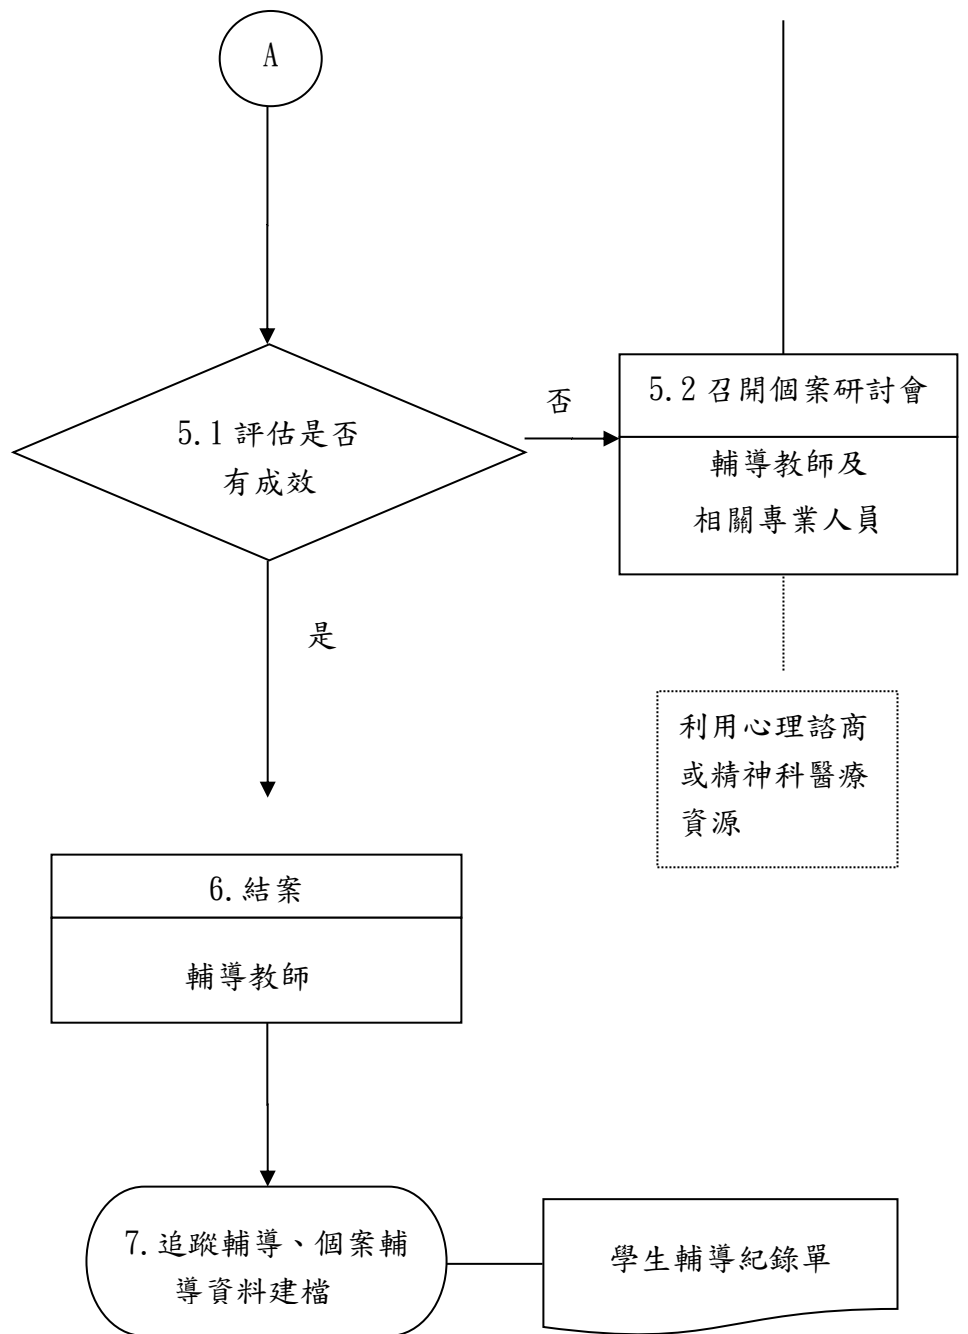 A
5.1 評估是否
有成效
否
5.2 召開個案研討會
輔導教師及
相關專業人員
是
利用心理諮商
或精神科醫療
資源
6.結案
輔導教師
7.追蹤輔導、個案輔
導資料建檔
學生輔導紀錄單